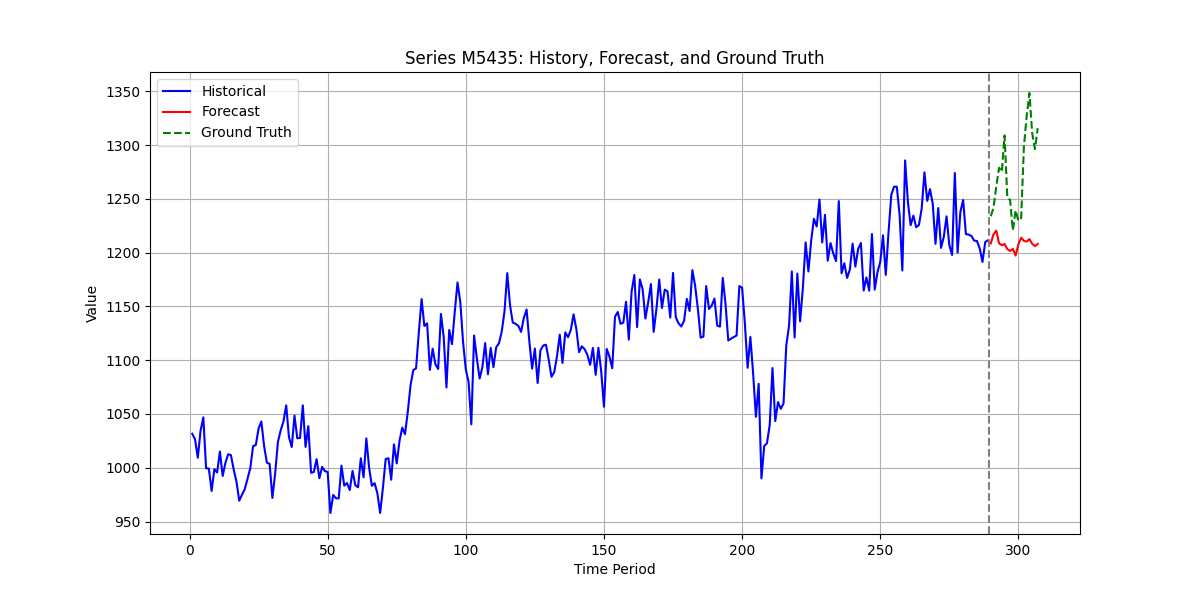 Series M5435: History, Forecast, and Ground Truth
Historical
Forecast
Ground Truth
1350
1300
1250
1200
1150
1100
1050
1000
950
Value
0 50 100 150 200 250 300
Time Period